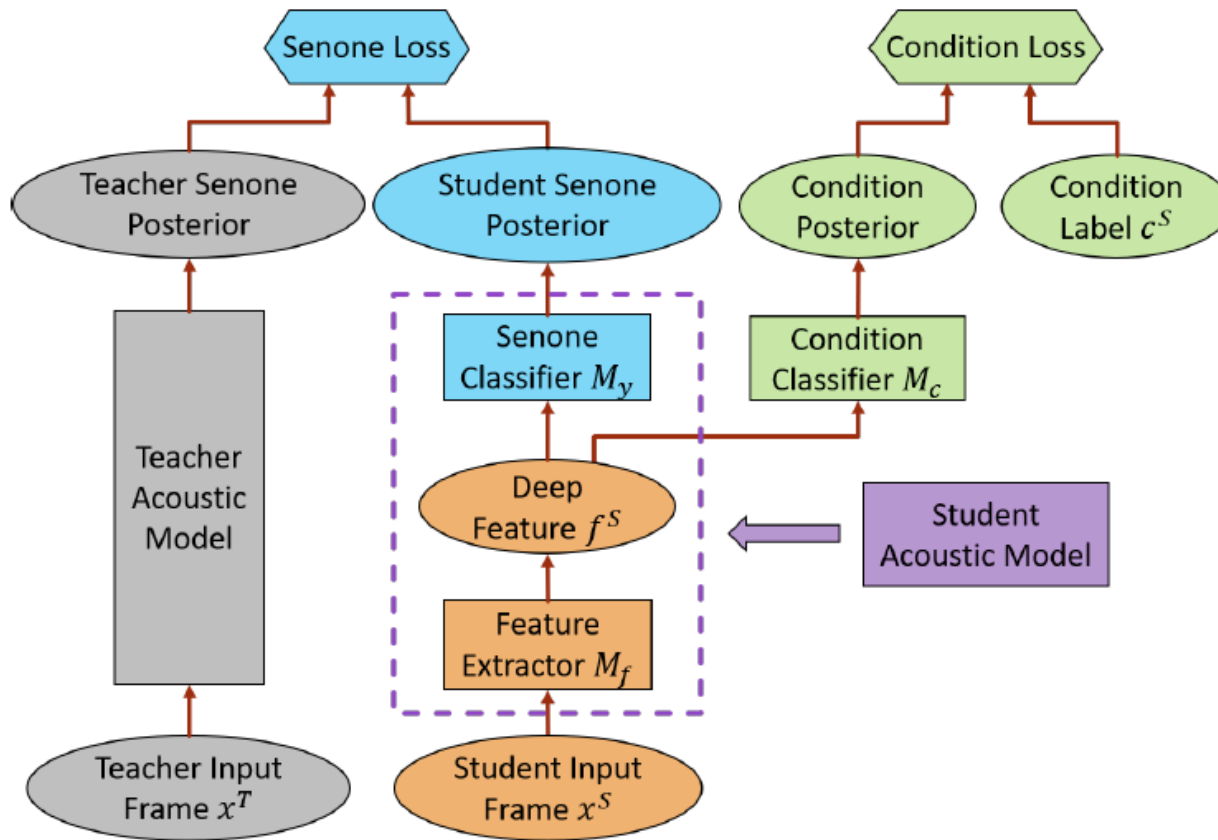 Senone Loss
Condition Loss
Teacher Senone
Posterior
Student Senone
Posterior
Condition
Posterior
Condition
Label c^S
Senone
Classifier M_y
Condition
Classifier M_c
Teacher
Acoustic
Model
Deep
Feature f^S
Student
Acoustic Model
Feature
Extractor M_f
Teacher Input
Frame x^T
Student Input
Frame x^S